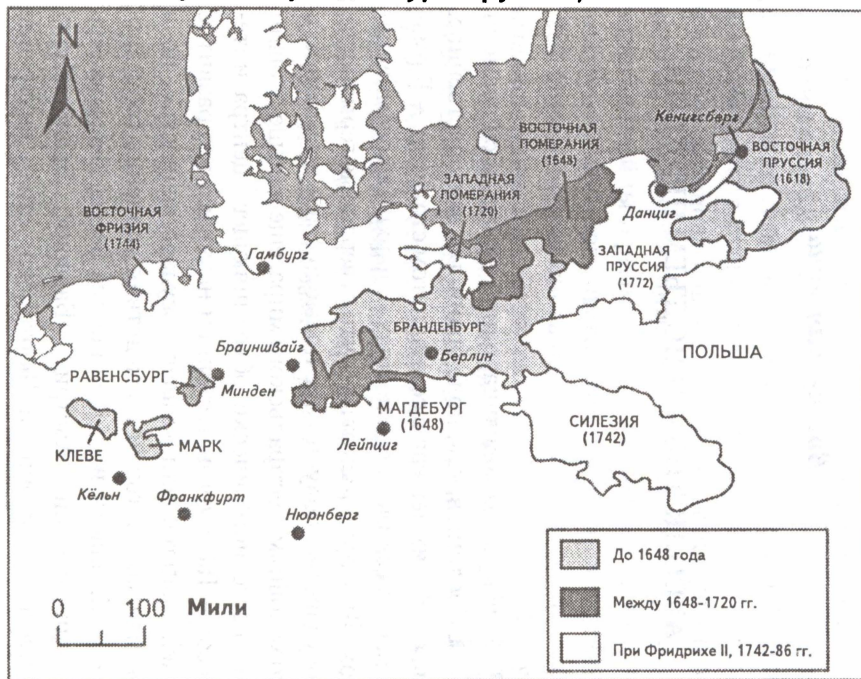 N
Кёнигсберг
ВОСТОЧНАЯ
ПОМЕРАНИЯ
(1648)
ВОСТОЧНАЯ
ПРУССИЯ
(1618)
ЗАПАДНАЯ
ПОМЕРАНИЯ
(1720)
ВОСТОЧНАЯ
ФРИЗИЯ
(1744)
Данциг
Гамбург
ЗАПАДНАЯ
ПРУССИЯ
(1772)
БРАНДЕНБУРГ
Брауншвайг
Берлин
ПОЛЬША
РАВЕНСБУРГ
Минден
МАГДЕБУРГ
(1648)
СИЛЕЗИЯ
(1742)
КЛЕВЕ
МАРК
Лейпциг
Кёльн
Франкфурт
Нюрнберг
До 1648 года
Между 1648-1720 гг.
При Фридрихе II, 1742-86 гг.
0 100 Мили